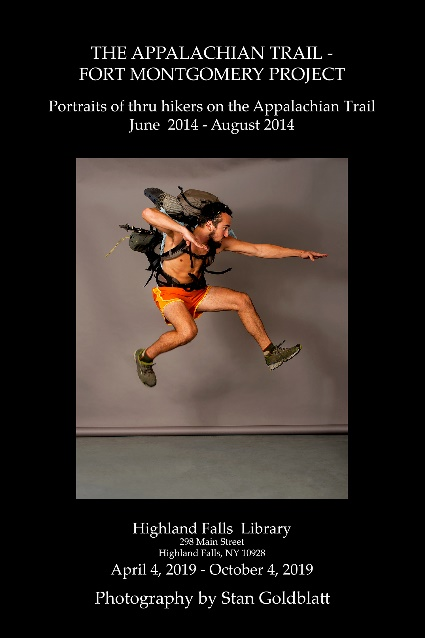 THE APPALACHIAN TRAIL -
FORT MONTGOMERY PROJECT
Portraits of thru hikers on the Appalachian Trail
June 2014 - August 2014
Highland Falls Library
298 Main Street
Highland Falls, NY 10928
April 4, 2019 - October 4, 2019
Photography by Stan Goldblatt